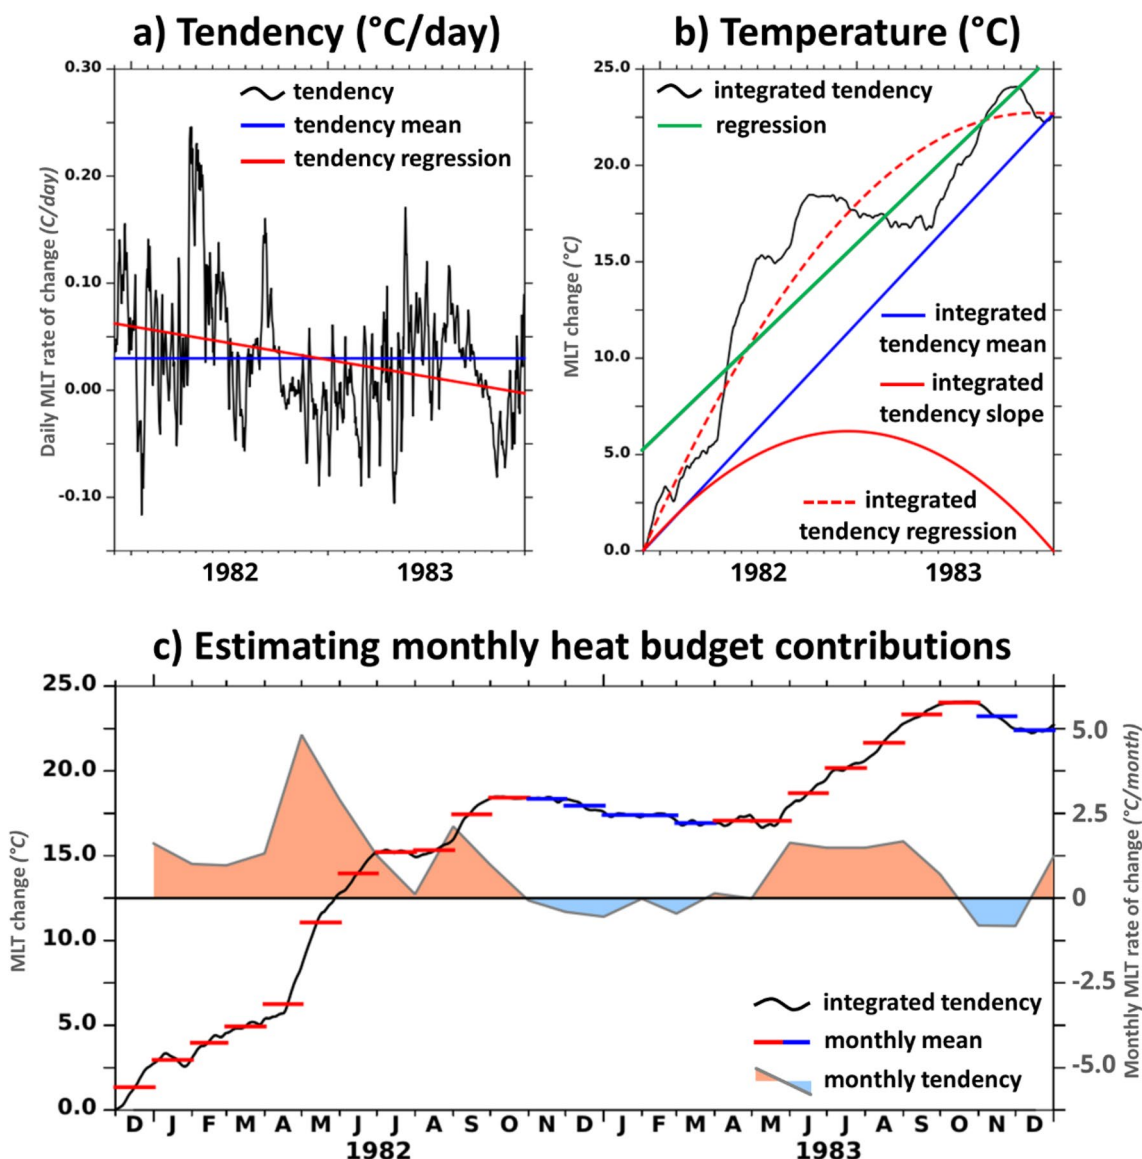 a) Tendency (°C/day)
b) Temperature (°C)
0.30
0.20
0.10
0.00
-0.10
Daily MLT rate of change (C/day)
tendency
tendency mean
tendency regression
1982
1983
25.0
20.0
15.0
10.0
5.0
0.0
MLT change (°C)
integrated tendency
regression
integrated
tendency mean
integrated
tendency slope
integrated
tendency regression
1982
1983
c) Estimating monthly heat budget contributions
25.0
20.0
15.0
10.0
5.0
0.0
MLT change (°C)
5.0
2.5
0
-2.5
-5.0
Monthly MLT rate of change (°C/month)
integrated tendency
monthly mean
monthly tendency
D J F M A M J J A S O N D J F M A M J J A S O N D
1982
1983